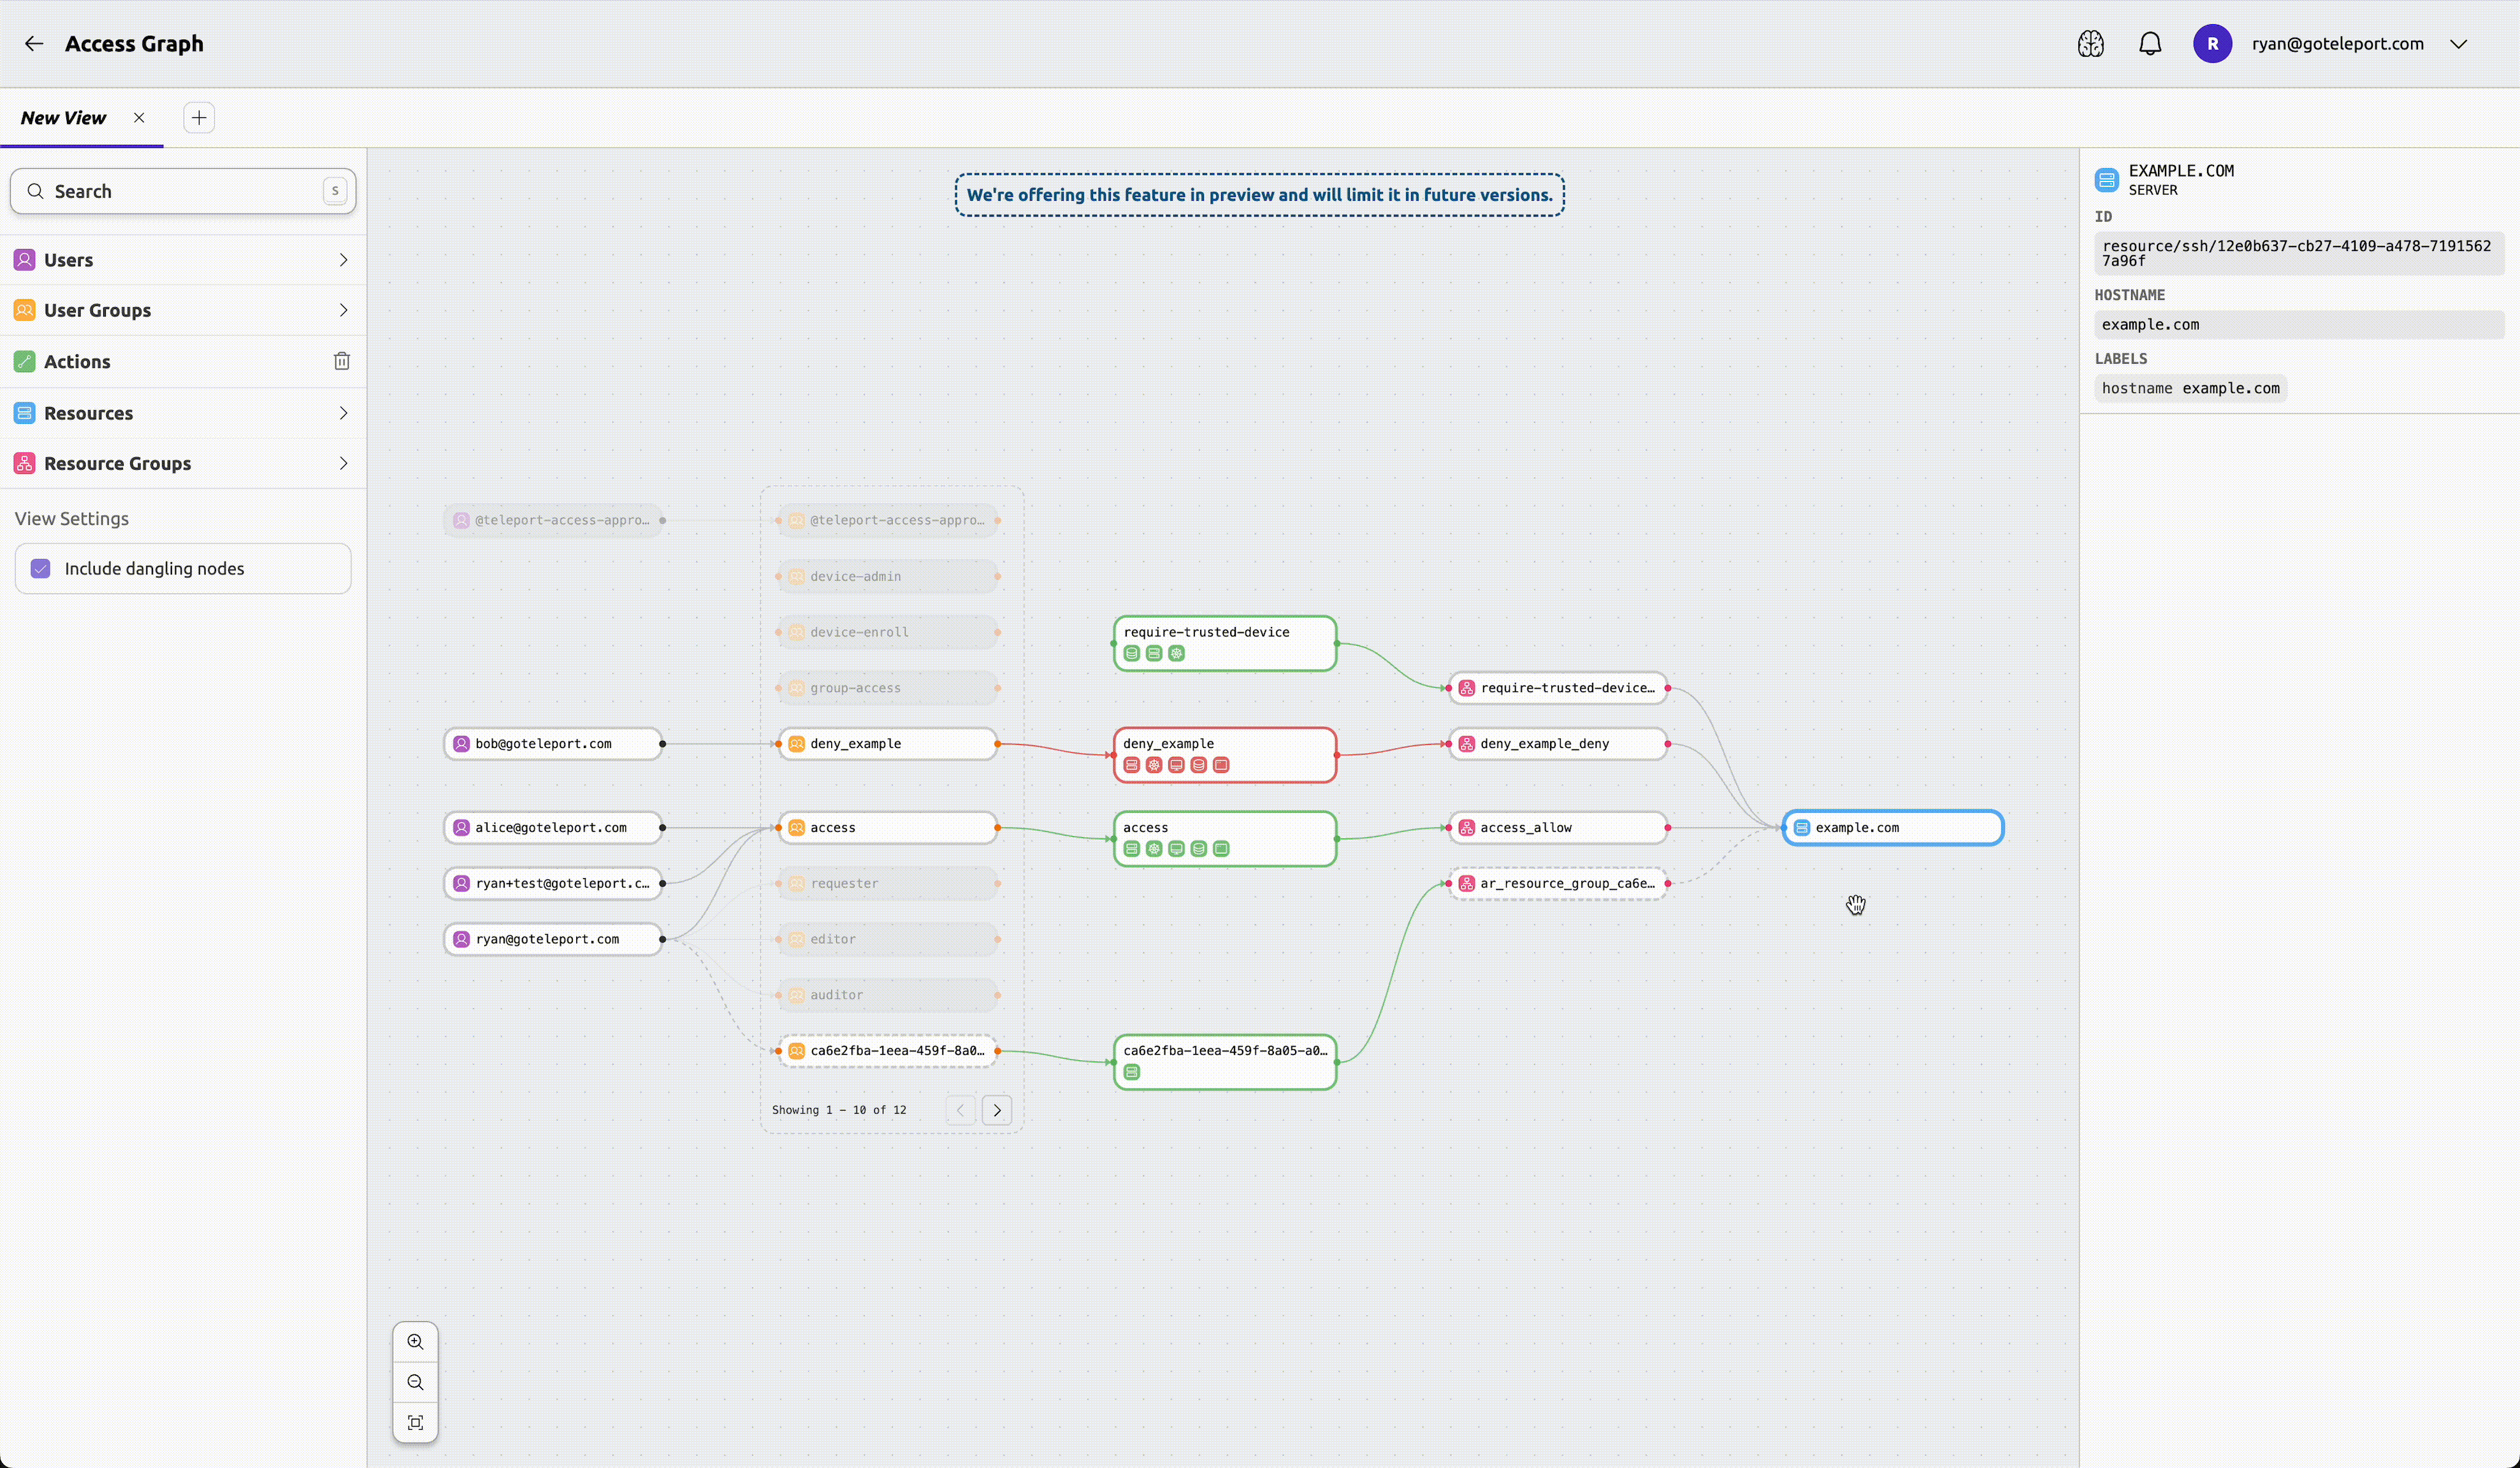 Access Graph
R
ryan@goteleport.com
New View
Search
S
Users
User Groups
Actions
Resources
Resource Groups
View Settings
Include dangling nodes
We're offering this feature in preview and will limit it in future versions.
@teleport-access-appro…
bob@goteleport.com
alice@goteleport.com
ryan+test@goteleport.c…
ryan@goteleport.com
@teleport-access-appro…
device-admin
device-enroll
group-access
deny_example
access
requester
editor
auditor
ca6e2fba-1eea-459f-8a0…
Showing 1 - 10 of 12
require-trusted-device
deny_example
access
ca6e2fba-1eea-459f-8a05-a0…
require-trusted-device…
deny_example_deny
access_allow
ar_resource_group_ca6e…
example.com
EXAMPLE.COM
SERVER
ID
resource/ssh/12e0b637-cb27-4109-a478-7191562
7a96f
HOSTNAME
example.com
LABELS
hostname example.com